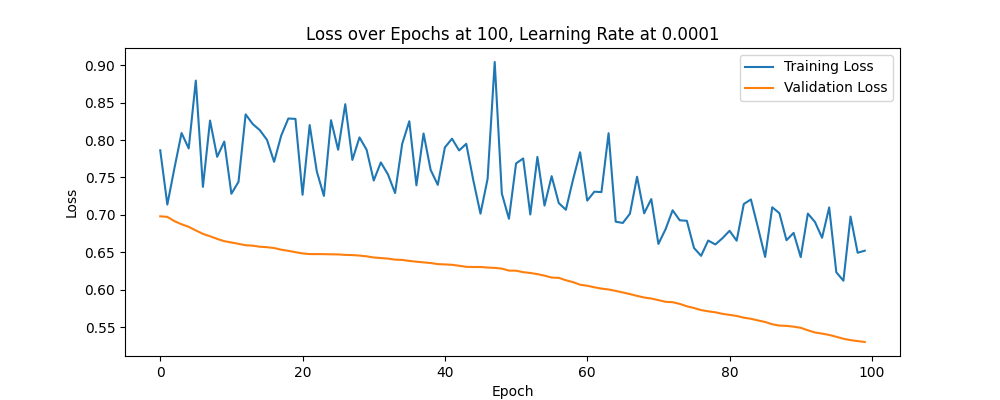 Loss over Epochs at 100, Learning Rate at 0.0001
Training Loss
Validation Loss
Loss
0.90
0.85
0.80
0.75
0.70
0.65
0.60
0.55
0 20 40 60 80 100
Epoch